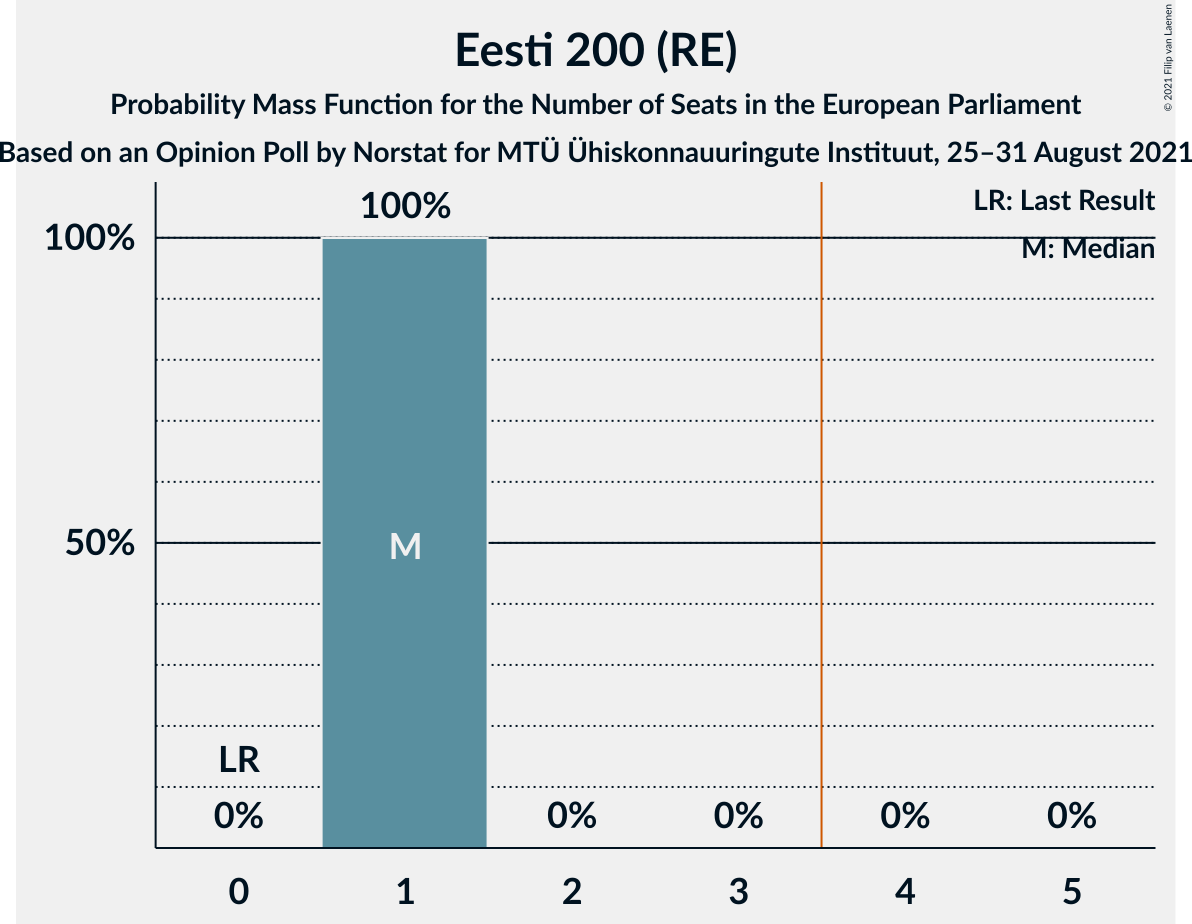 Eesti 200 (RE)
Probability Mass Function for the Number of Seats in the European Parliament
Based on an Opinion Poll by Norstat for MTÜ Ühiskonnauuringute Instituut, 25–31 August 2021
© 2021 Filip van Laenen
LR: Last Result
M: Median
100%
100%
50%
M
LR
0%
0%
0%
0%
0%
0
1
2
3
4
5